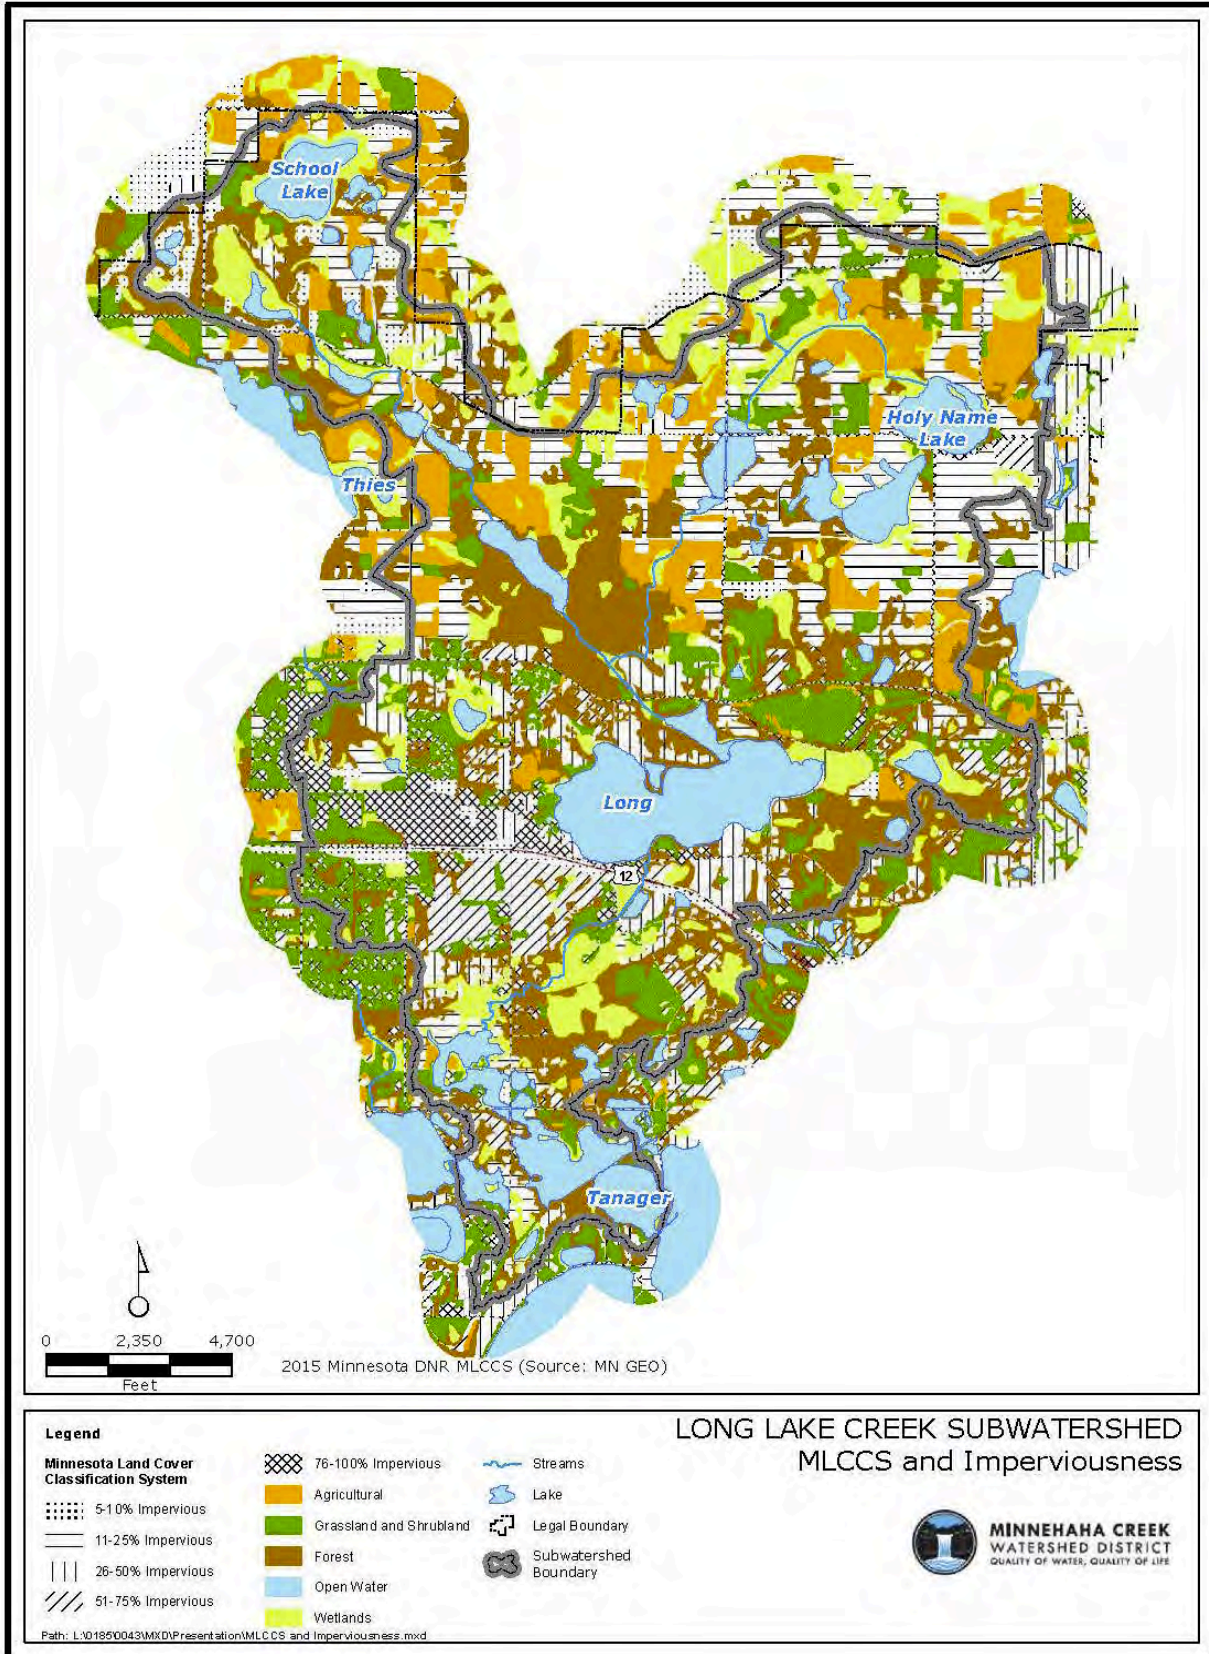 School
Lake
Holy Name
Lake
Thies
Long
12
Tanager
0 2,350 4,700
Feet
2015 Minnesota DNR MLCCS (Source: MN GEO)
LONG LAKE CREEK SUBWATERSHED
MLCCS and Imperviousness
Legend
Minnesota Land Cover
Classification System
5-10% Impervious
11-25% Impervious
26-50% Impervious
51-75% Impervious
76-100% Impervious
Agricultural
Grassland and Shrubland
Forest
Open Water
Wetlands
Streams
Lake
Legal Boundary
Subwatershed
Boundary
MINNEHAHA CREEK
WATERSHED DISTRICT
QUALITY OF WATER, QUALITY OF LIFE
Path: L:\0185\0043\MXD\Presentation\MLCCS and Imperviousness.mxd